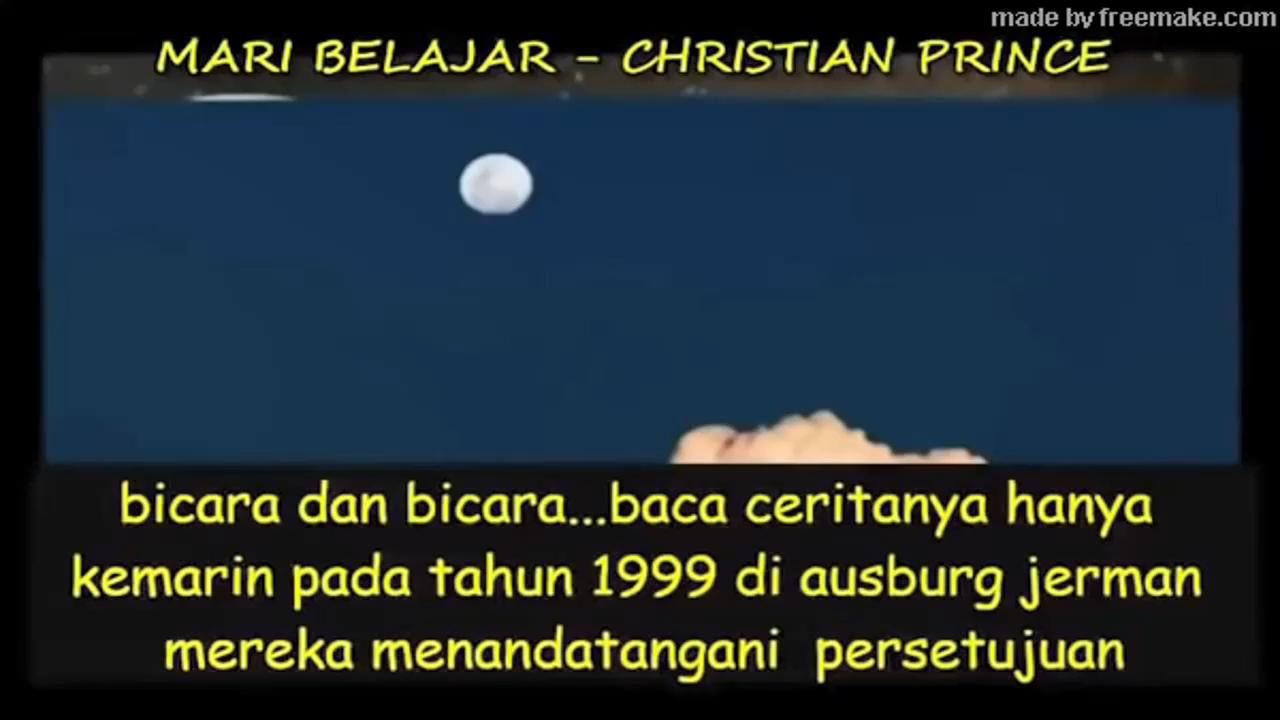 made by freemake.com
MARI BELAJAR - CHRISTIAN PRINCE
bicara dan bicara...baca ceritanya hanya
kemarin pada tahun 1999 di ausburg jerman
mereka menandatangani persetujuan